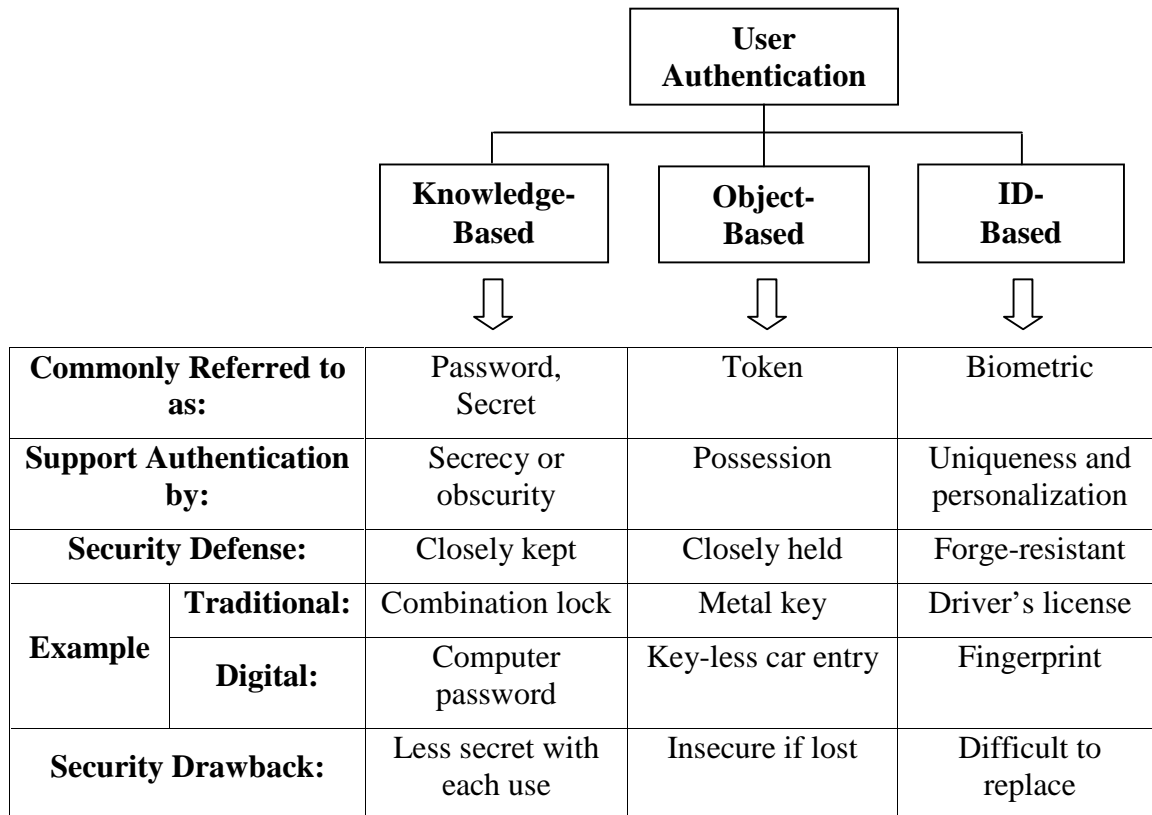 User
Authentication
Knowledge-
Based
Object-
Based
ID-
Based
Commonly Referred to
as:
Password,
Secret
Token
Biometric
Support Authentication
by:
Secrecy or
obscurity
Possession
Uniqueness and
personalization
Security Defense:
Closely kept
Closely held
Forge-resistant
Example
Traditional:
Combination lock
Metal key
Driver's license
Digital:
Computer
password
Key-less car entry
Fingerprint
Security Drawback:
Less secret with
each use
Insecure if lost
Difficult to
replace